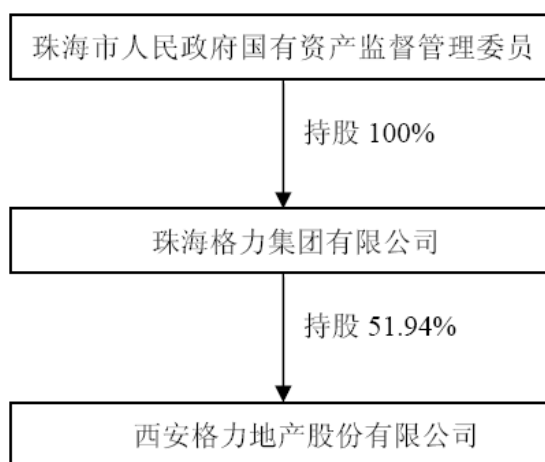 珠海市人民政府国有资产监督管理委员
持股 100%
珠海格力集团有限公司
持股 51.94%
西安格力地产股份有限公司